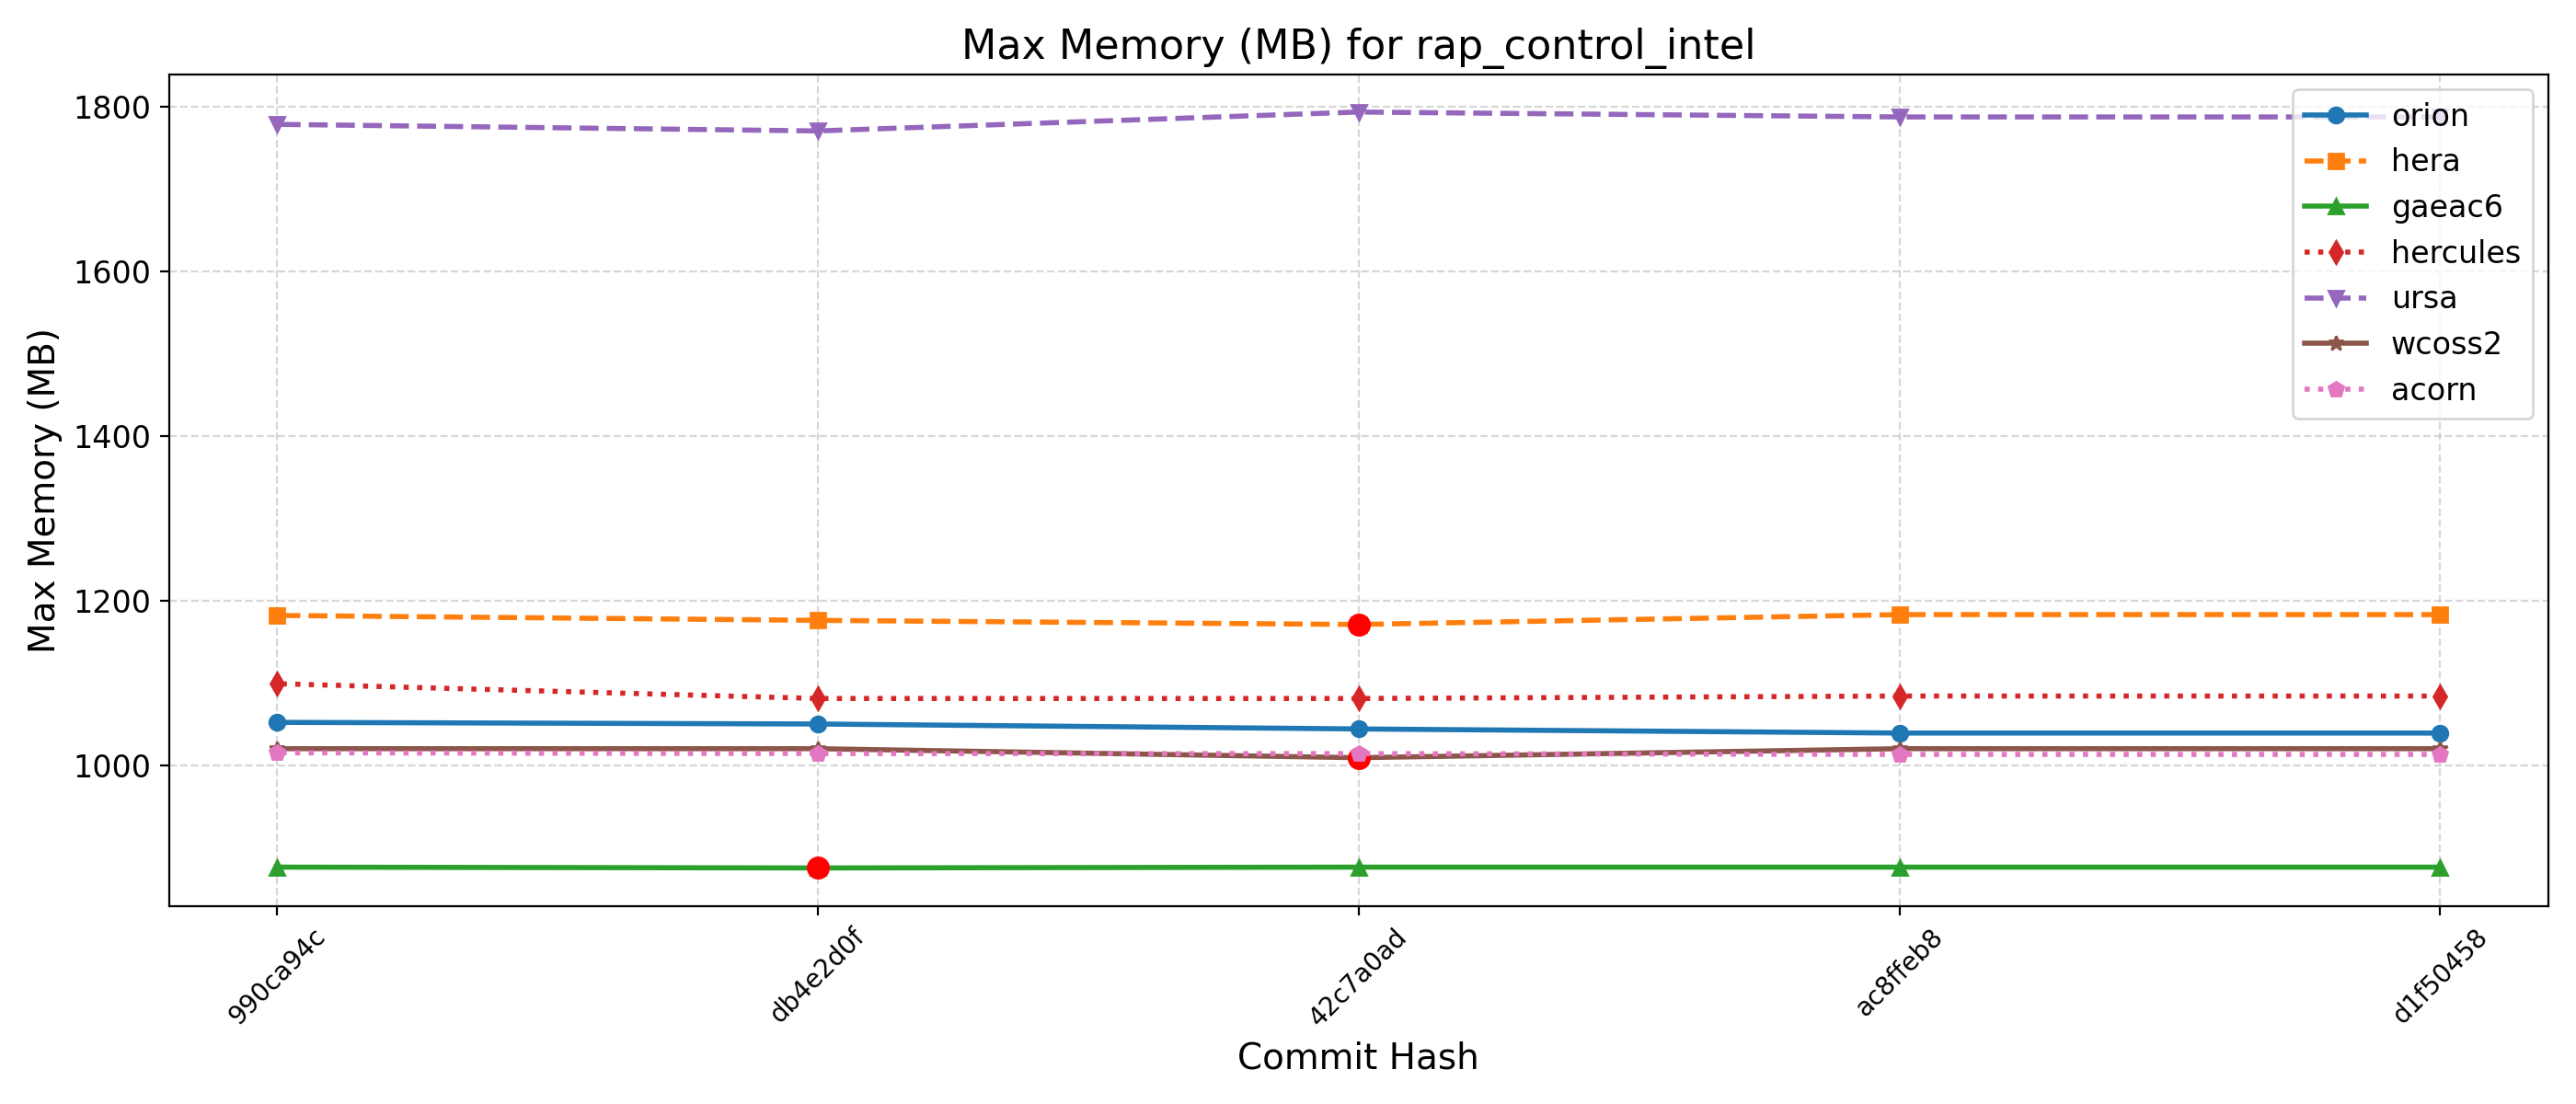 Max Memory (MB) for rap_control_intel
Max Memory (MB)
1800
1600
1400
1200
1000
orion
hera
gaeac6
hercules
ursa
wcoss2
acorn
990ca94c
db4e2d0f
42c7a0ad
ac8ffeb8
d1f50458
Commit Hash